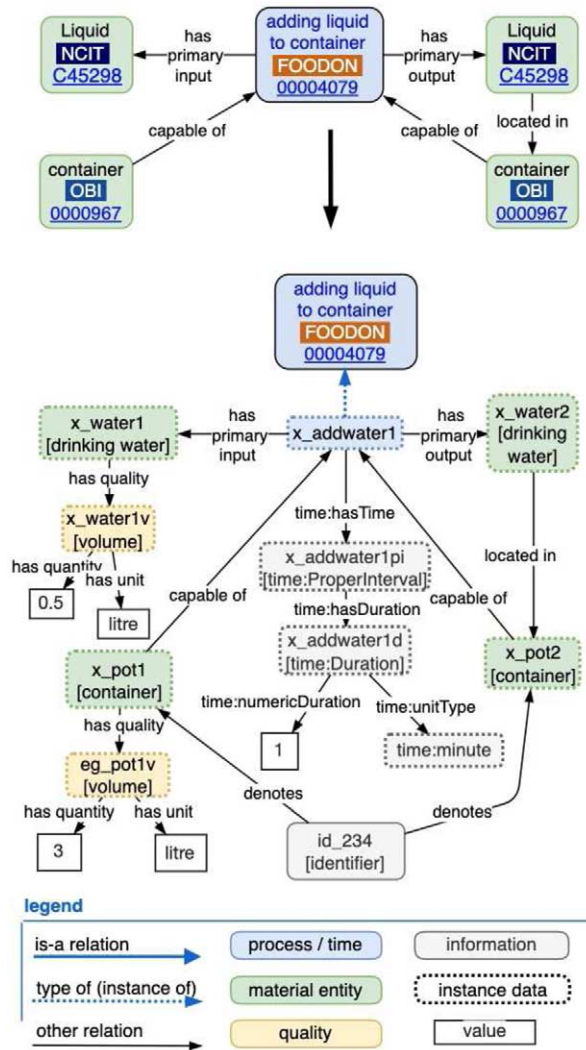 Liquid
NCIT
C45298
has
primary
input
adding liquid
to container
FOODON
00004079
has
primary
output
Liquid
NCIT
C45298
capable of
capable of
located in
container
OBI
0000967
container
OBI
0000967
adding liquid
to container
FOODON
00004079
x_water1
[drinking water]
has
primary
input
x_addwater1
has
primary
output
x_water2
[drinking
water]
has quality
x_water1v
[volume]
time:hasTime
has quantity
has unit
0.5
litre
x_addwater1pi
[time:ProperInterval]
located in
capable of
capable of
time:hasDuration
x_addwater1d
[time:Duration]
x_pot1
[container]
x_pot2
[container]
has quality
time:numericDuration
time:unitType
eg_pot1v
[volume]
1
time:minute
has quantity
has unit
denotes
denotes
3
litre
id_234
[identifier]
legend
is-a relation
process / time
information
type of (instance of)
material entity
instance data
other relation
quality
value